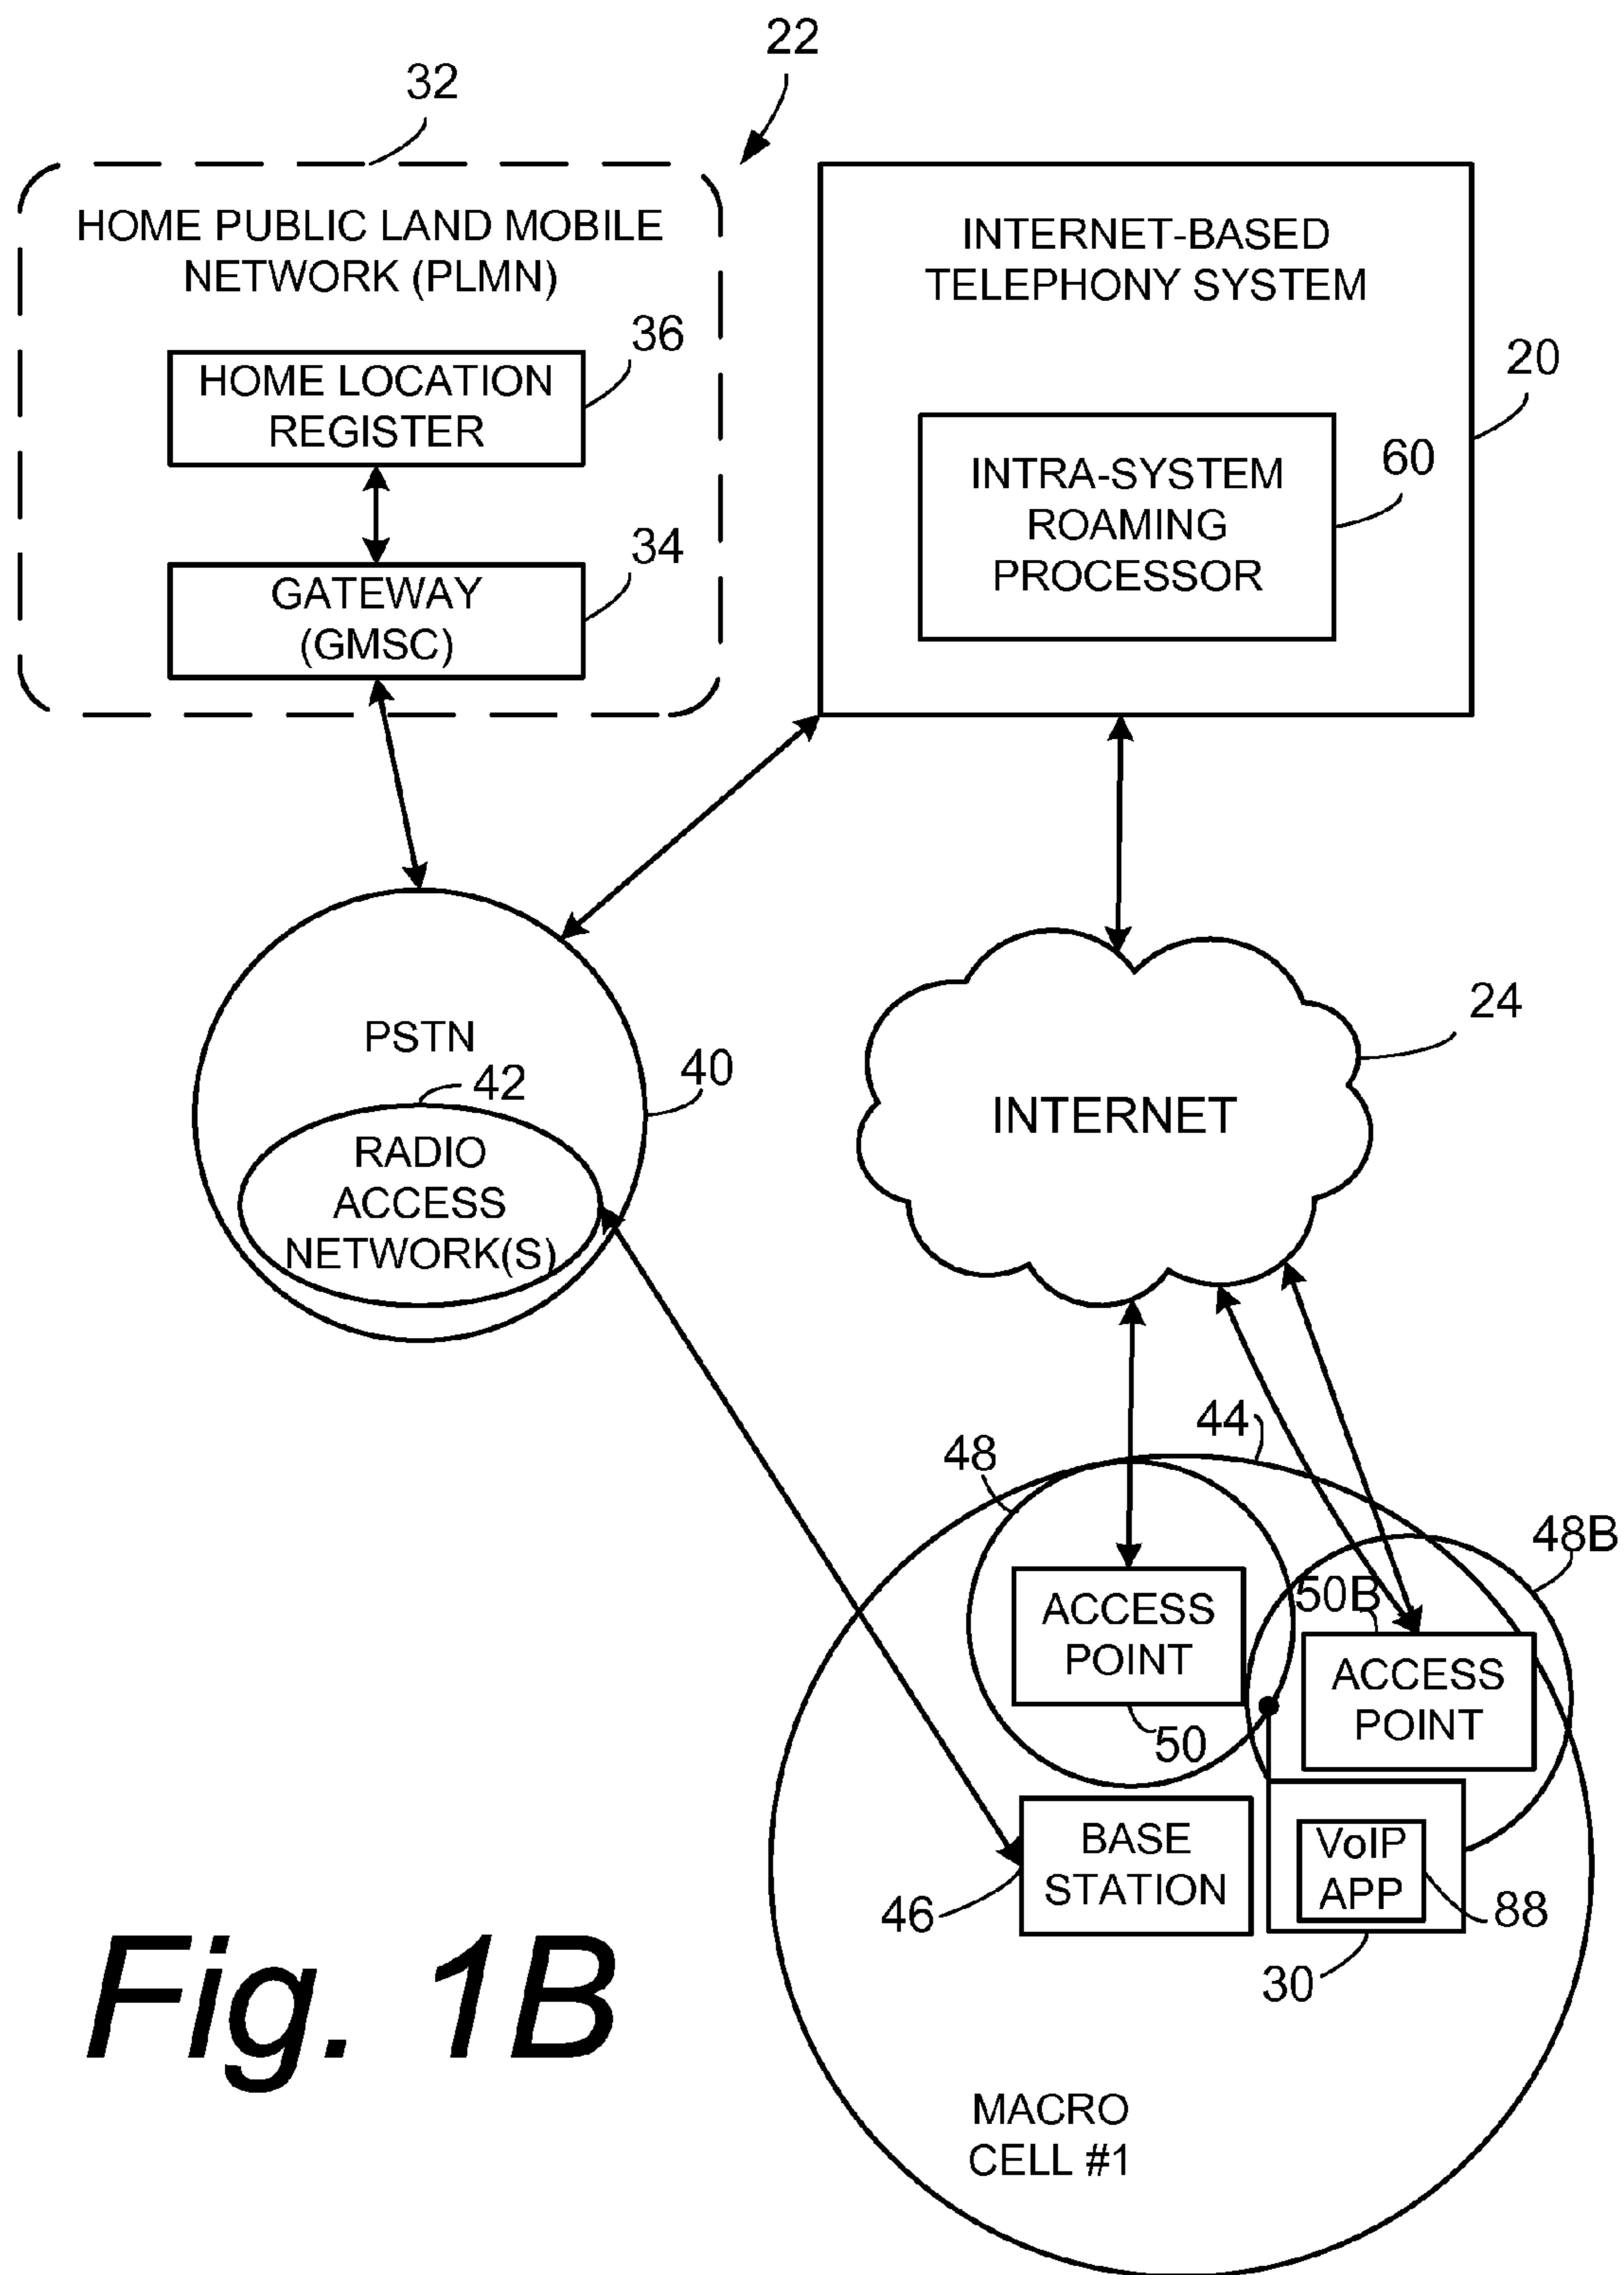 22
32
HOME PUBLIC LAND MOBILE
NETWORK (PLMN)
36
HOME LOCATION
REGISTER
34
GATEWAY
(GMSC)
INTERNET-BASED
TELEPHONY SYSTEM
20
60
INTRA-SYSTEM
ROAMING
PROCESSOR
PSTN
42
40
RADIO
ACCESS
NETWORK(S)
24
INTERNET
44
48
48B
50B
ACCESS
POINT
50
ACCESS
POINT
BASE
STATION
46
VoIP
APP
88
30
MACRO
CELL #1
Fig. 1B